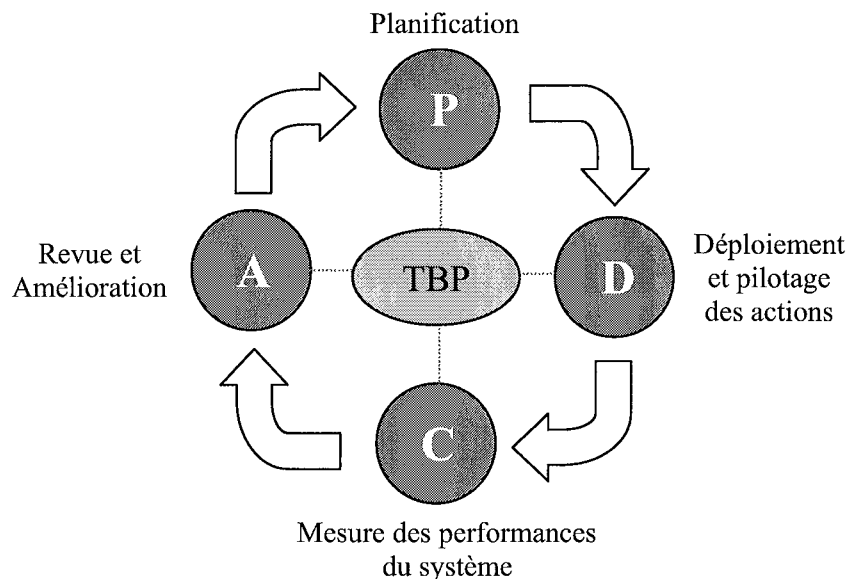 Planification
P
Revue et
Amélioration
A
TBP
D
Déploiement
et pilotage
des actions
C
Mesure des performances
du système